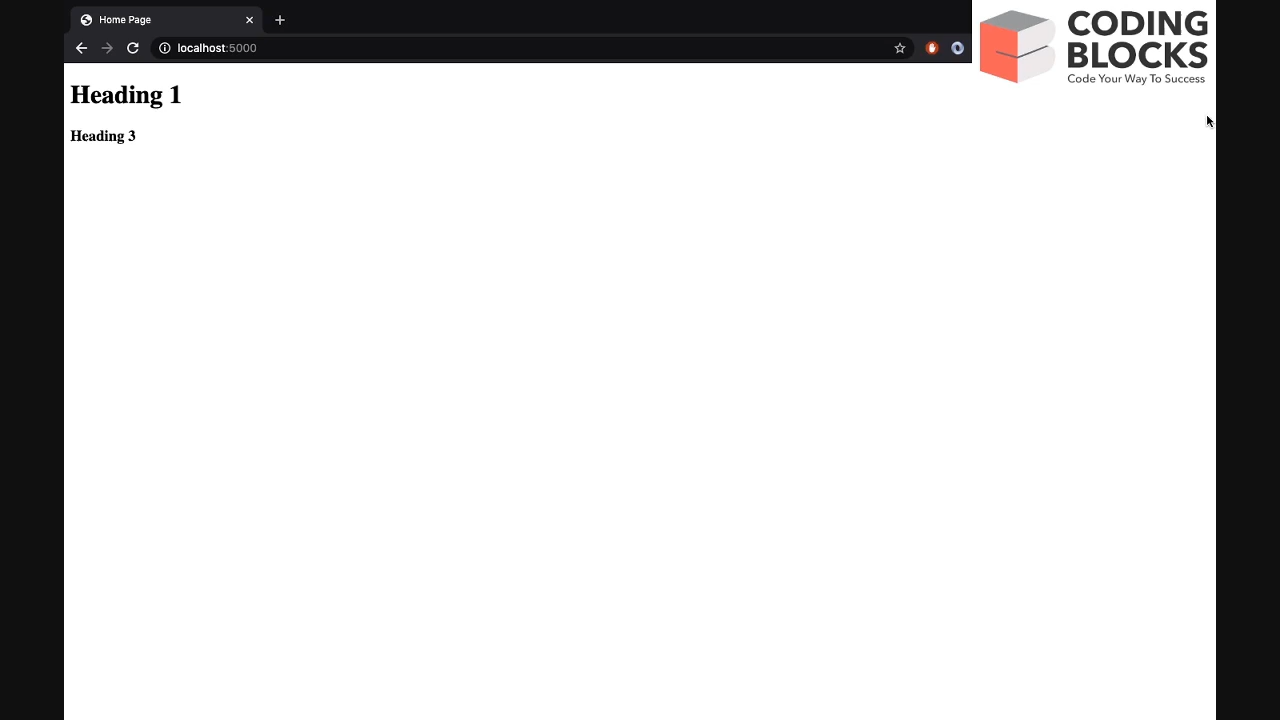 Home Page
localhost:5000
CODING
BLOCKS
Code Your Way To Success
Heading 1
Heading 3